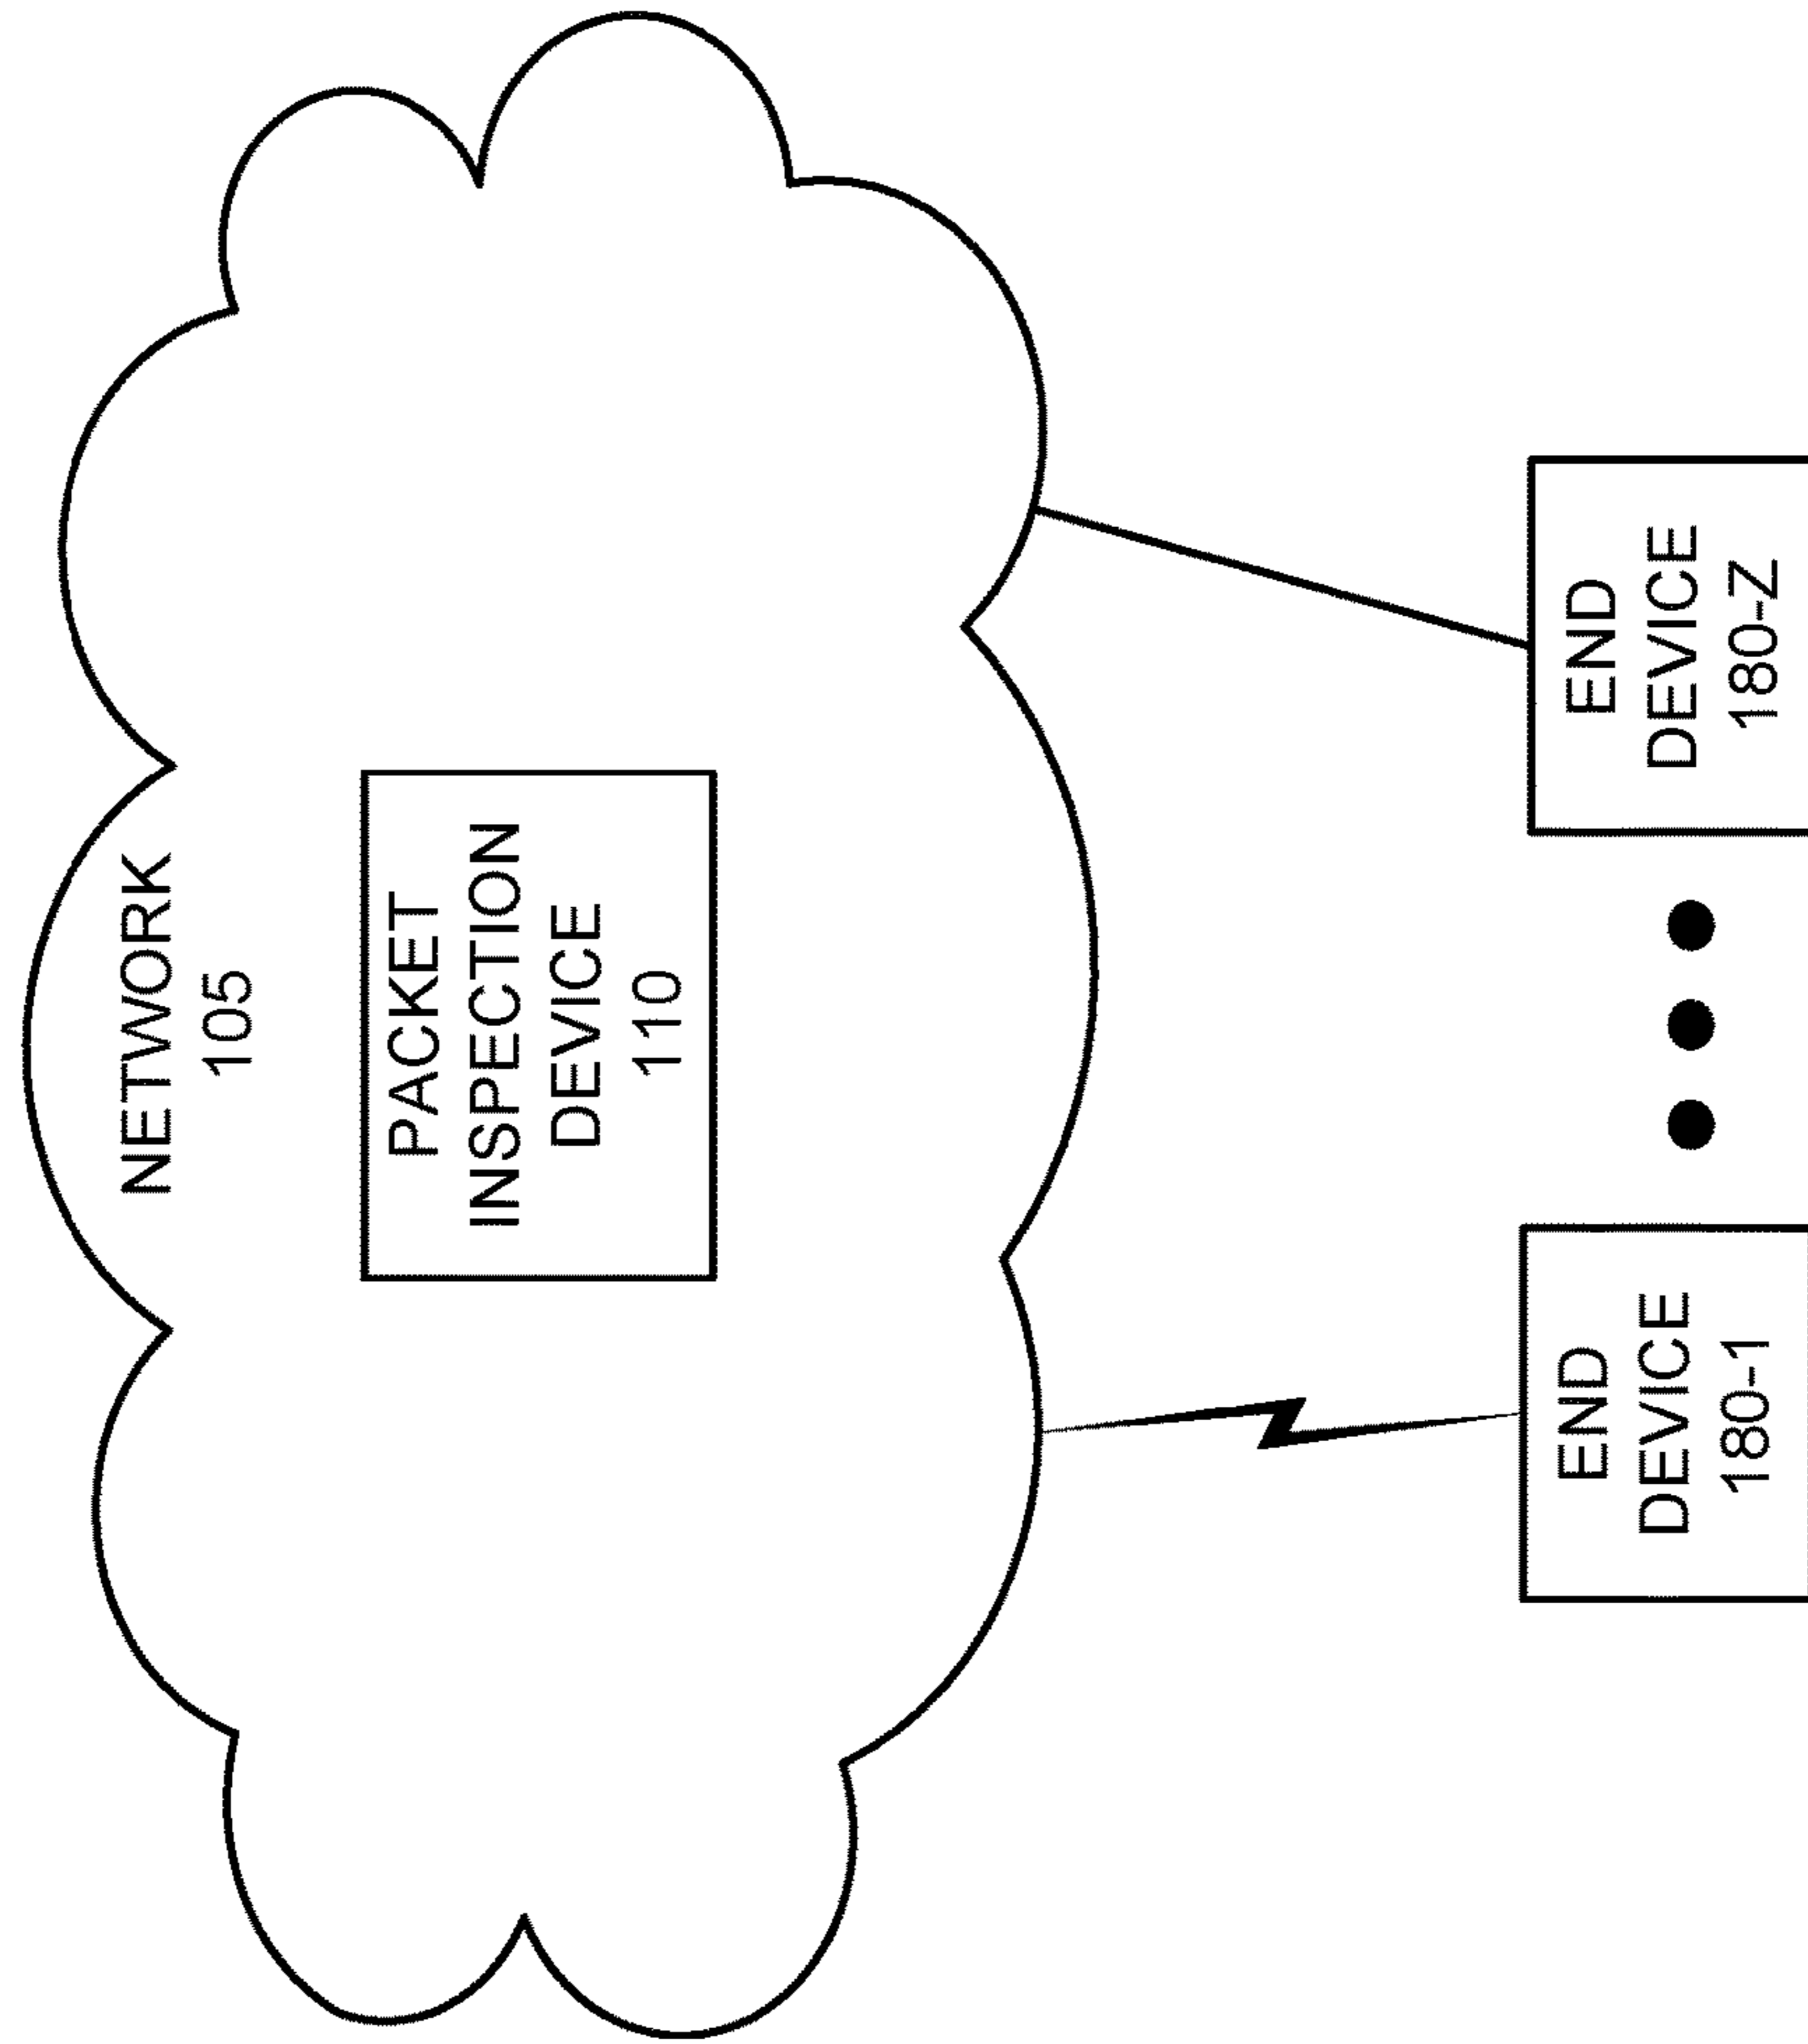 NETWORK
105
PACKET
INSPECTION
DEVICE
110
END
DEVICE
180-1
END
DEVICE
180-Z